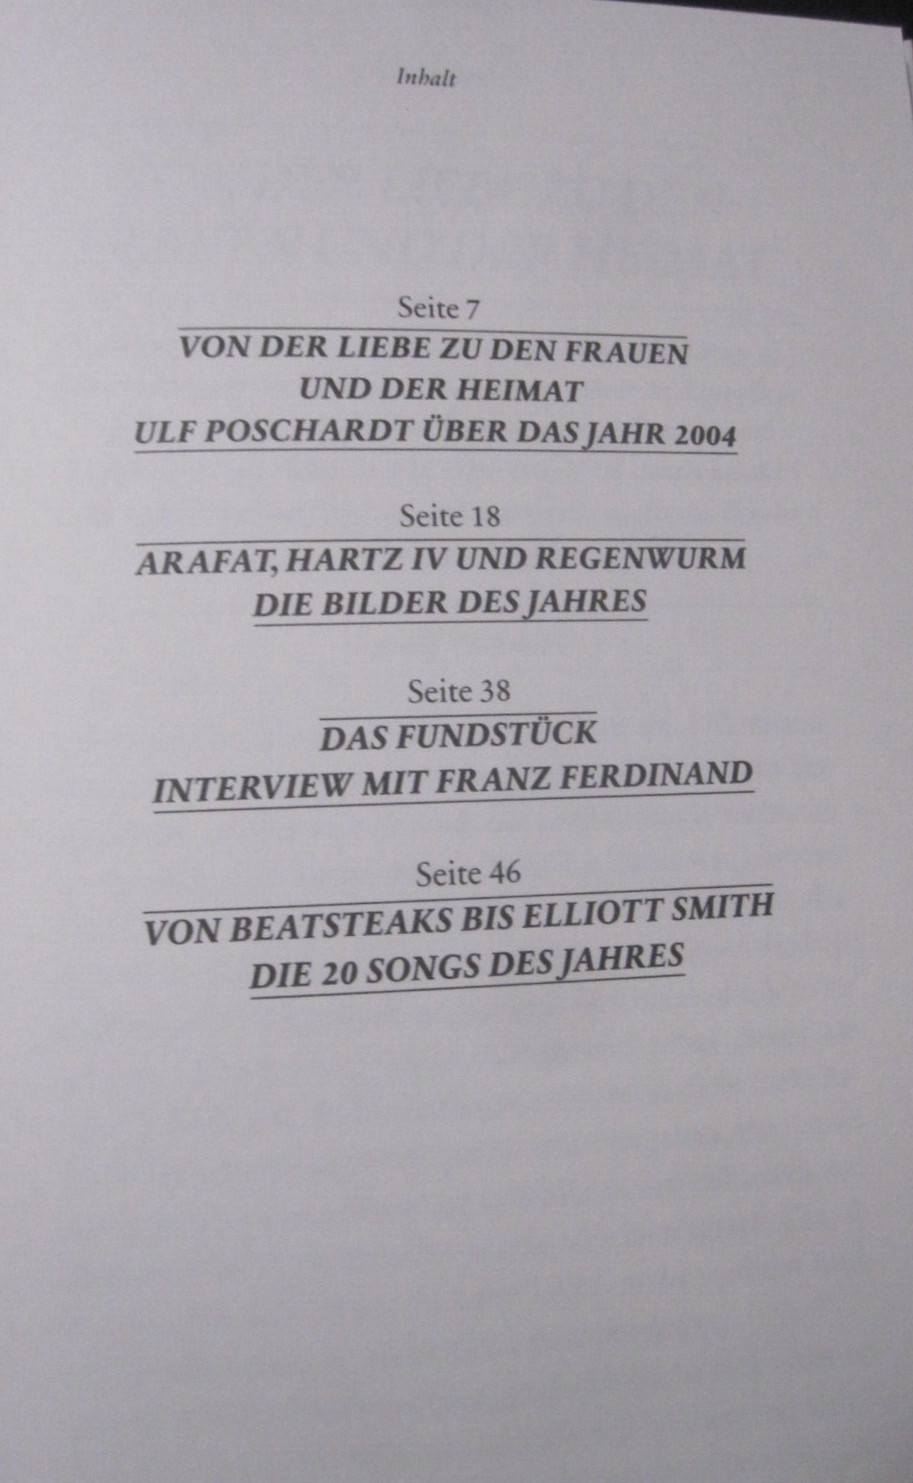 Inhalt
Seite 7
VON DER LIEBE ZU DEN FRAUEN
UND DER HEIMAT
ULF POSCHARDT ÜBER DAS JAHR 2004
Seite 18
ARAFAT, HARTZ IV UND REGENWURM
DIE BILDER DES JAHRES
Seite 38
DAS FUNDSTÜCK
INTERVIEW MIT FRANZ FERDINAND
Seite 46
VON BEATSTEAKS BIS ELLIOTT SMITH
DIE 20 SONGS DES JAHRES